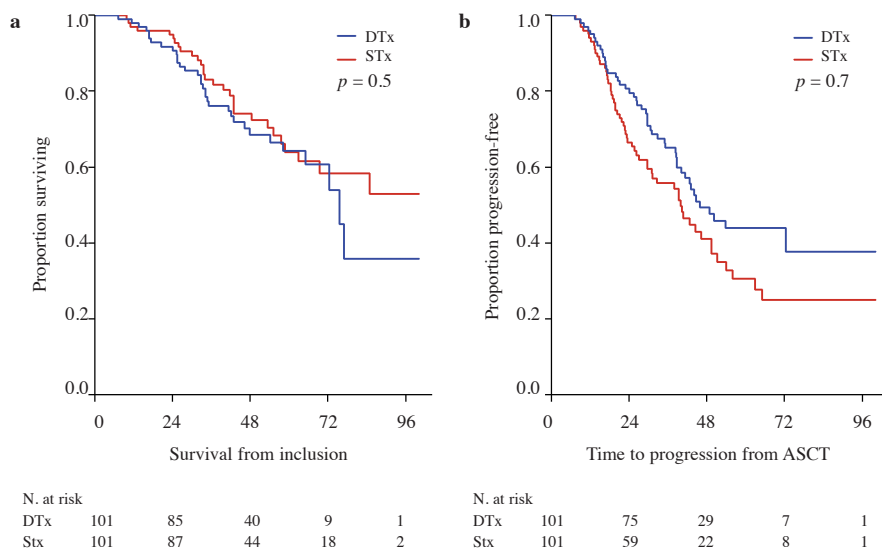 a
1.0
0.8
0.6
0.4
0.2
0.0
Proportion surviving
DTx
STx
p = 0.5
0 24 48 72 96
Survival from inclusion
N. at risk
DTx 101 85 40 9 1
Stx 101 87 44 18 2
b
1.0
0.8
0.6
0.4
0.2
0.0
Proportion progression-free
DTx
STx
p = 0.7
0 24 48 72 96
Time to progression from ASCT
N. at risk
DTx 101 75 29 7 1
Stx 101 59 22 8 1